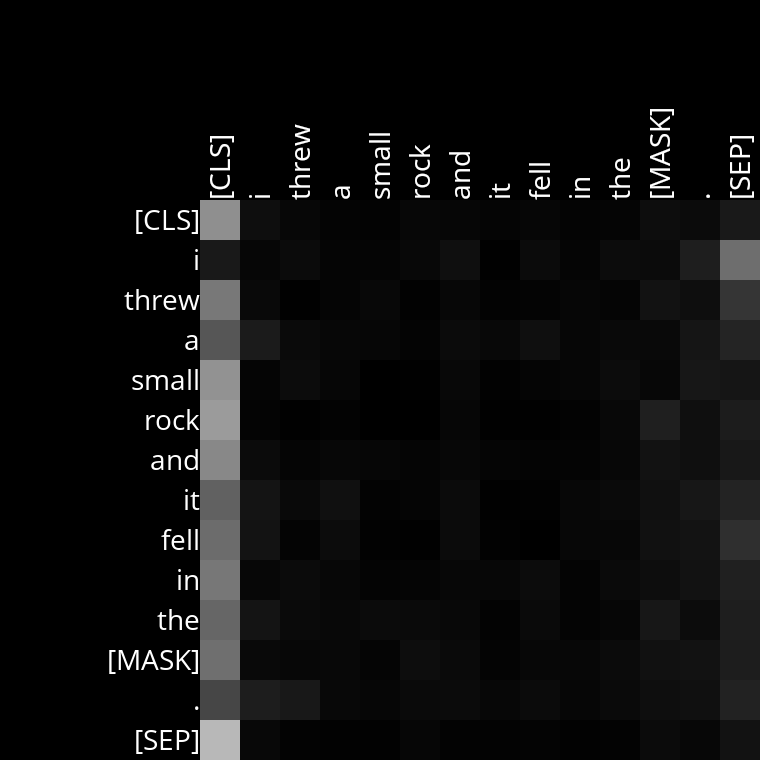 [CLS] i threw a small rock and it fell in the [MASK] . [SEP]
[CLS]
i
threw
a
small
rock
and
it
fell
in
the
[MASK]
.
[SEP]